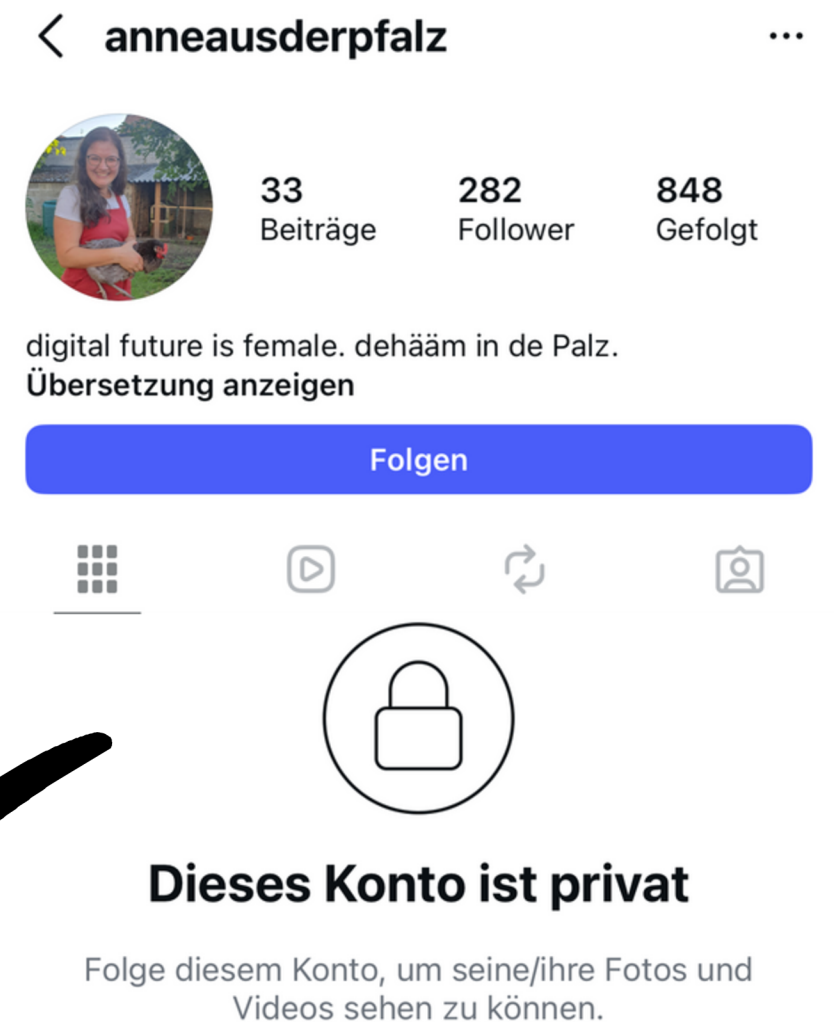 anneausderpfalz
33 282 848
Beiträge Follower Gefolgt
digital future is female. dehääm in de Palz.
Übersetzung anzeigen
Folgen
Dieses Konto ist privat
Folge diesem Konto, um seine/ihre Fotos und
Videos sehen zu können.